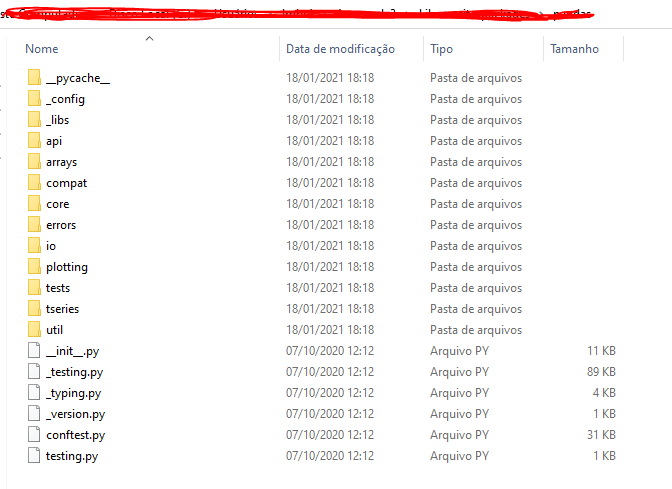 Nome Data de modificação Tipo Tamanho
__pycache__ 18/01/2021 18:18 Pasta de arquivos
_config 18/01/2021 18:18 Pasta de arquivos
_libs 18/01/2021 18:18 Pasta de arquivos
api 18/01/2021 18:18 Pasta de arquivos
arrays 18/01/2021 18:18 Pasta de arquivos
compat 18/01/2021 18:18 Pasta de arquivos
core 18/01/2021 18:18 Pasta de arquivos
errors 18/01/2021 18:18 Pasta de arquivos
io 18/01/2021 18:18 Pasta de arquivos
plotting 18/01/2021 18:18 Pasta de arquivos
tests 18/01/2021 18:18 Pasta de arquivos
tseries 18/01/2021 18:18 Pasta de arquivos
util 18/01/2021 18:18 Pasta de arquivos
__init__.py 07/10/2020 12:12 Arquivo PY 11 KB
_testing.py 07/10/2020 12:12 Arquivo PY 89 KB
_typing.py 07/10/2020 12:12 Arquivo PY 4 KB
_version.py 07/10/2020 12:12 Arquivo PY 1 KB
conftest.py 07/10/2020 12:12 Arquivo PY 31 KB
testing.py 07/10/2020 12:12 Arquivo PY 1 KB